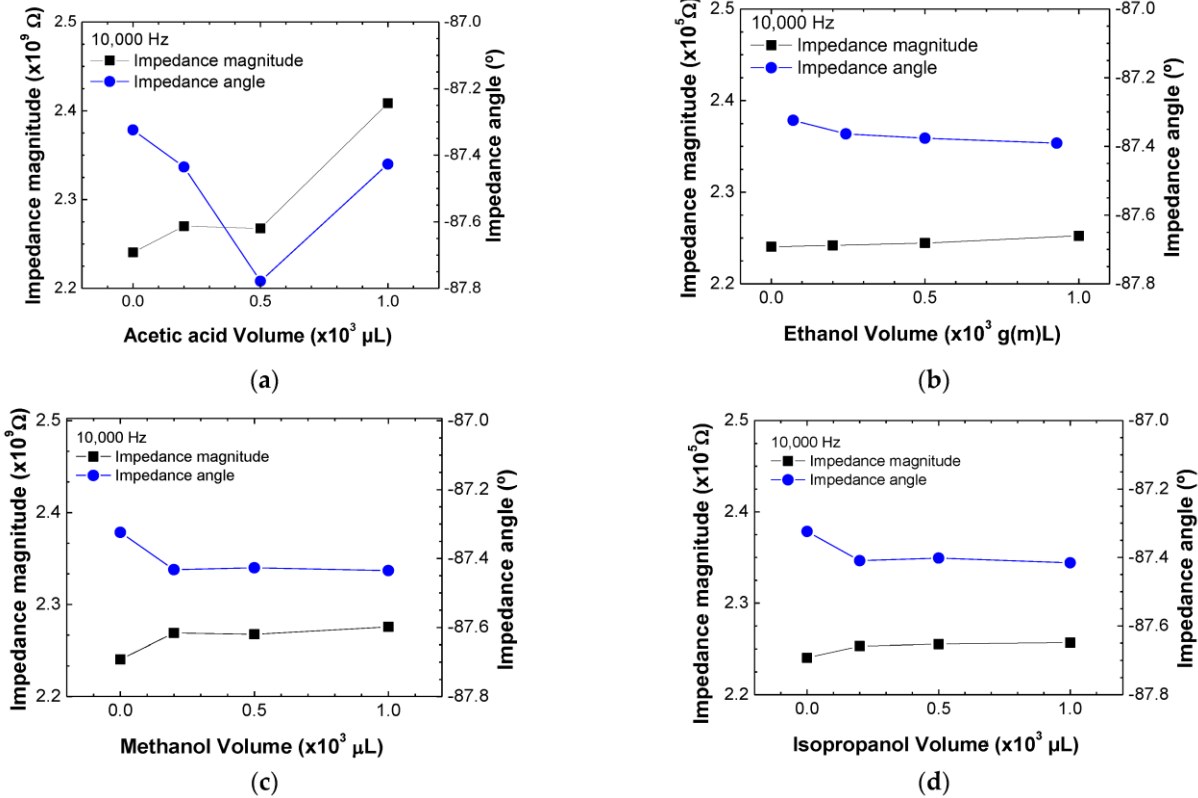 2.5
2.4
2.3
2.2
Impedance magnitude (x10⁹ Ω)
10,000 Hz
Impedance magnitude
Impedance angle
-87.0
-87.2
-87.4
-87.6
-87.8
Impedance angle (º)
0.0 0.5 1.0
Acetic acid Volume (x10³ µL)
(a)
2.5
2.4
2.3
2.2
Impedance magnitude (x10⁵Ω)
10,000 Hz
Impedance magnitude
Impedance angle
-87.0
-87.2
-87.4
-87.6
-87.8
Impedance angle (º)
0.0 0.5 1.0
Ethanol Volume (x10³ g(m)L)
(b)
2.5
2.4
2.3
2.2
Impedance magnitude (x10⁹Ω)
10,000 Hz
Impedance magnitude
Impedance angle
-87.0
-87.2
-87.4
-87.6
-87.8
Impedance angle (º)
0.0 0.5 1.0
Methanol Volume (x10³ µL)
(c)
2.5
2.4
2.3
2.2
Impedance magnitude (x10⁵Ω)
10,000 Hz
Impedance magnitude
Impedance angle
-87.0
-87.2
-87.4
-87.6
-87.8
Impedance angle (º)
0.0 0.5 1.0
Isopropanol Volume (x10³ µL)
(d)